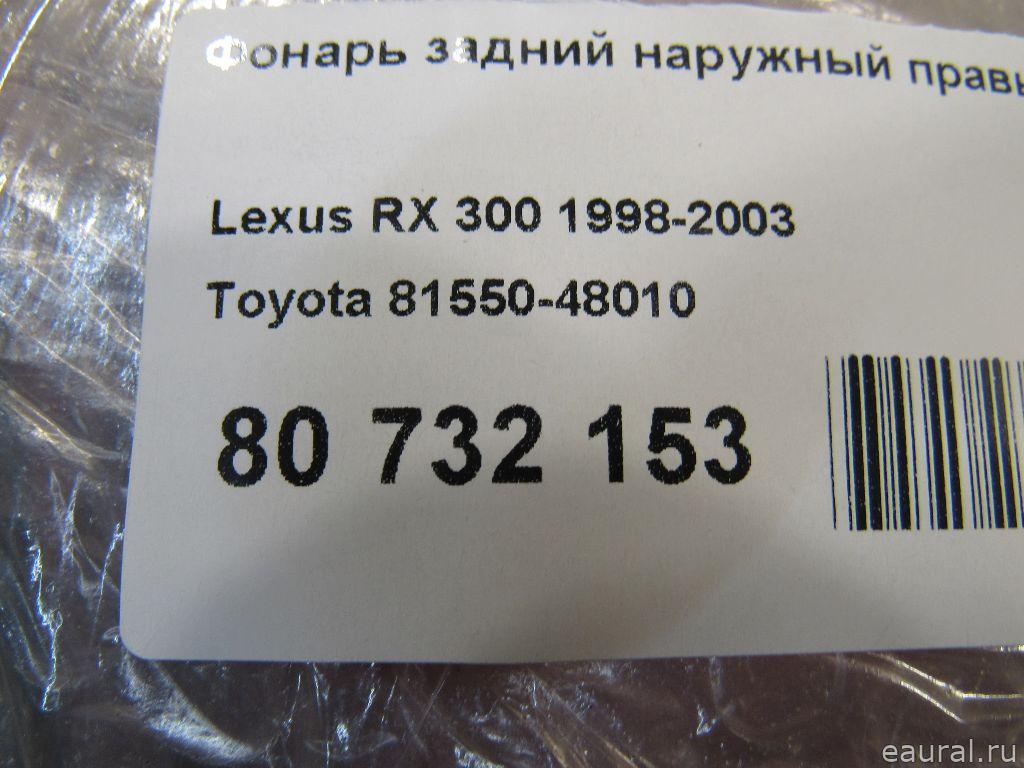 Фонарь задний наружный правы
Lexus RX 300 1998-2003
Toyota 81550-48010
80 732 153
eaural.ru